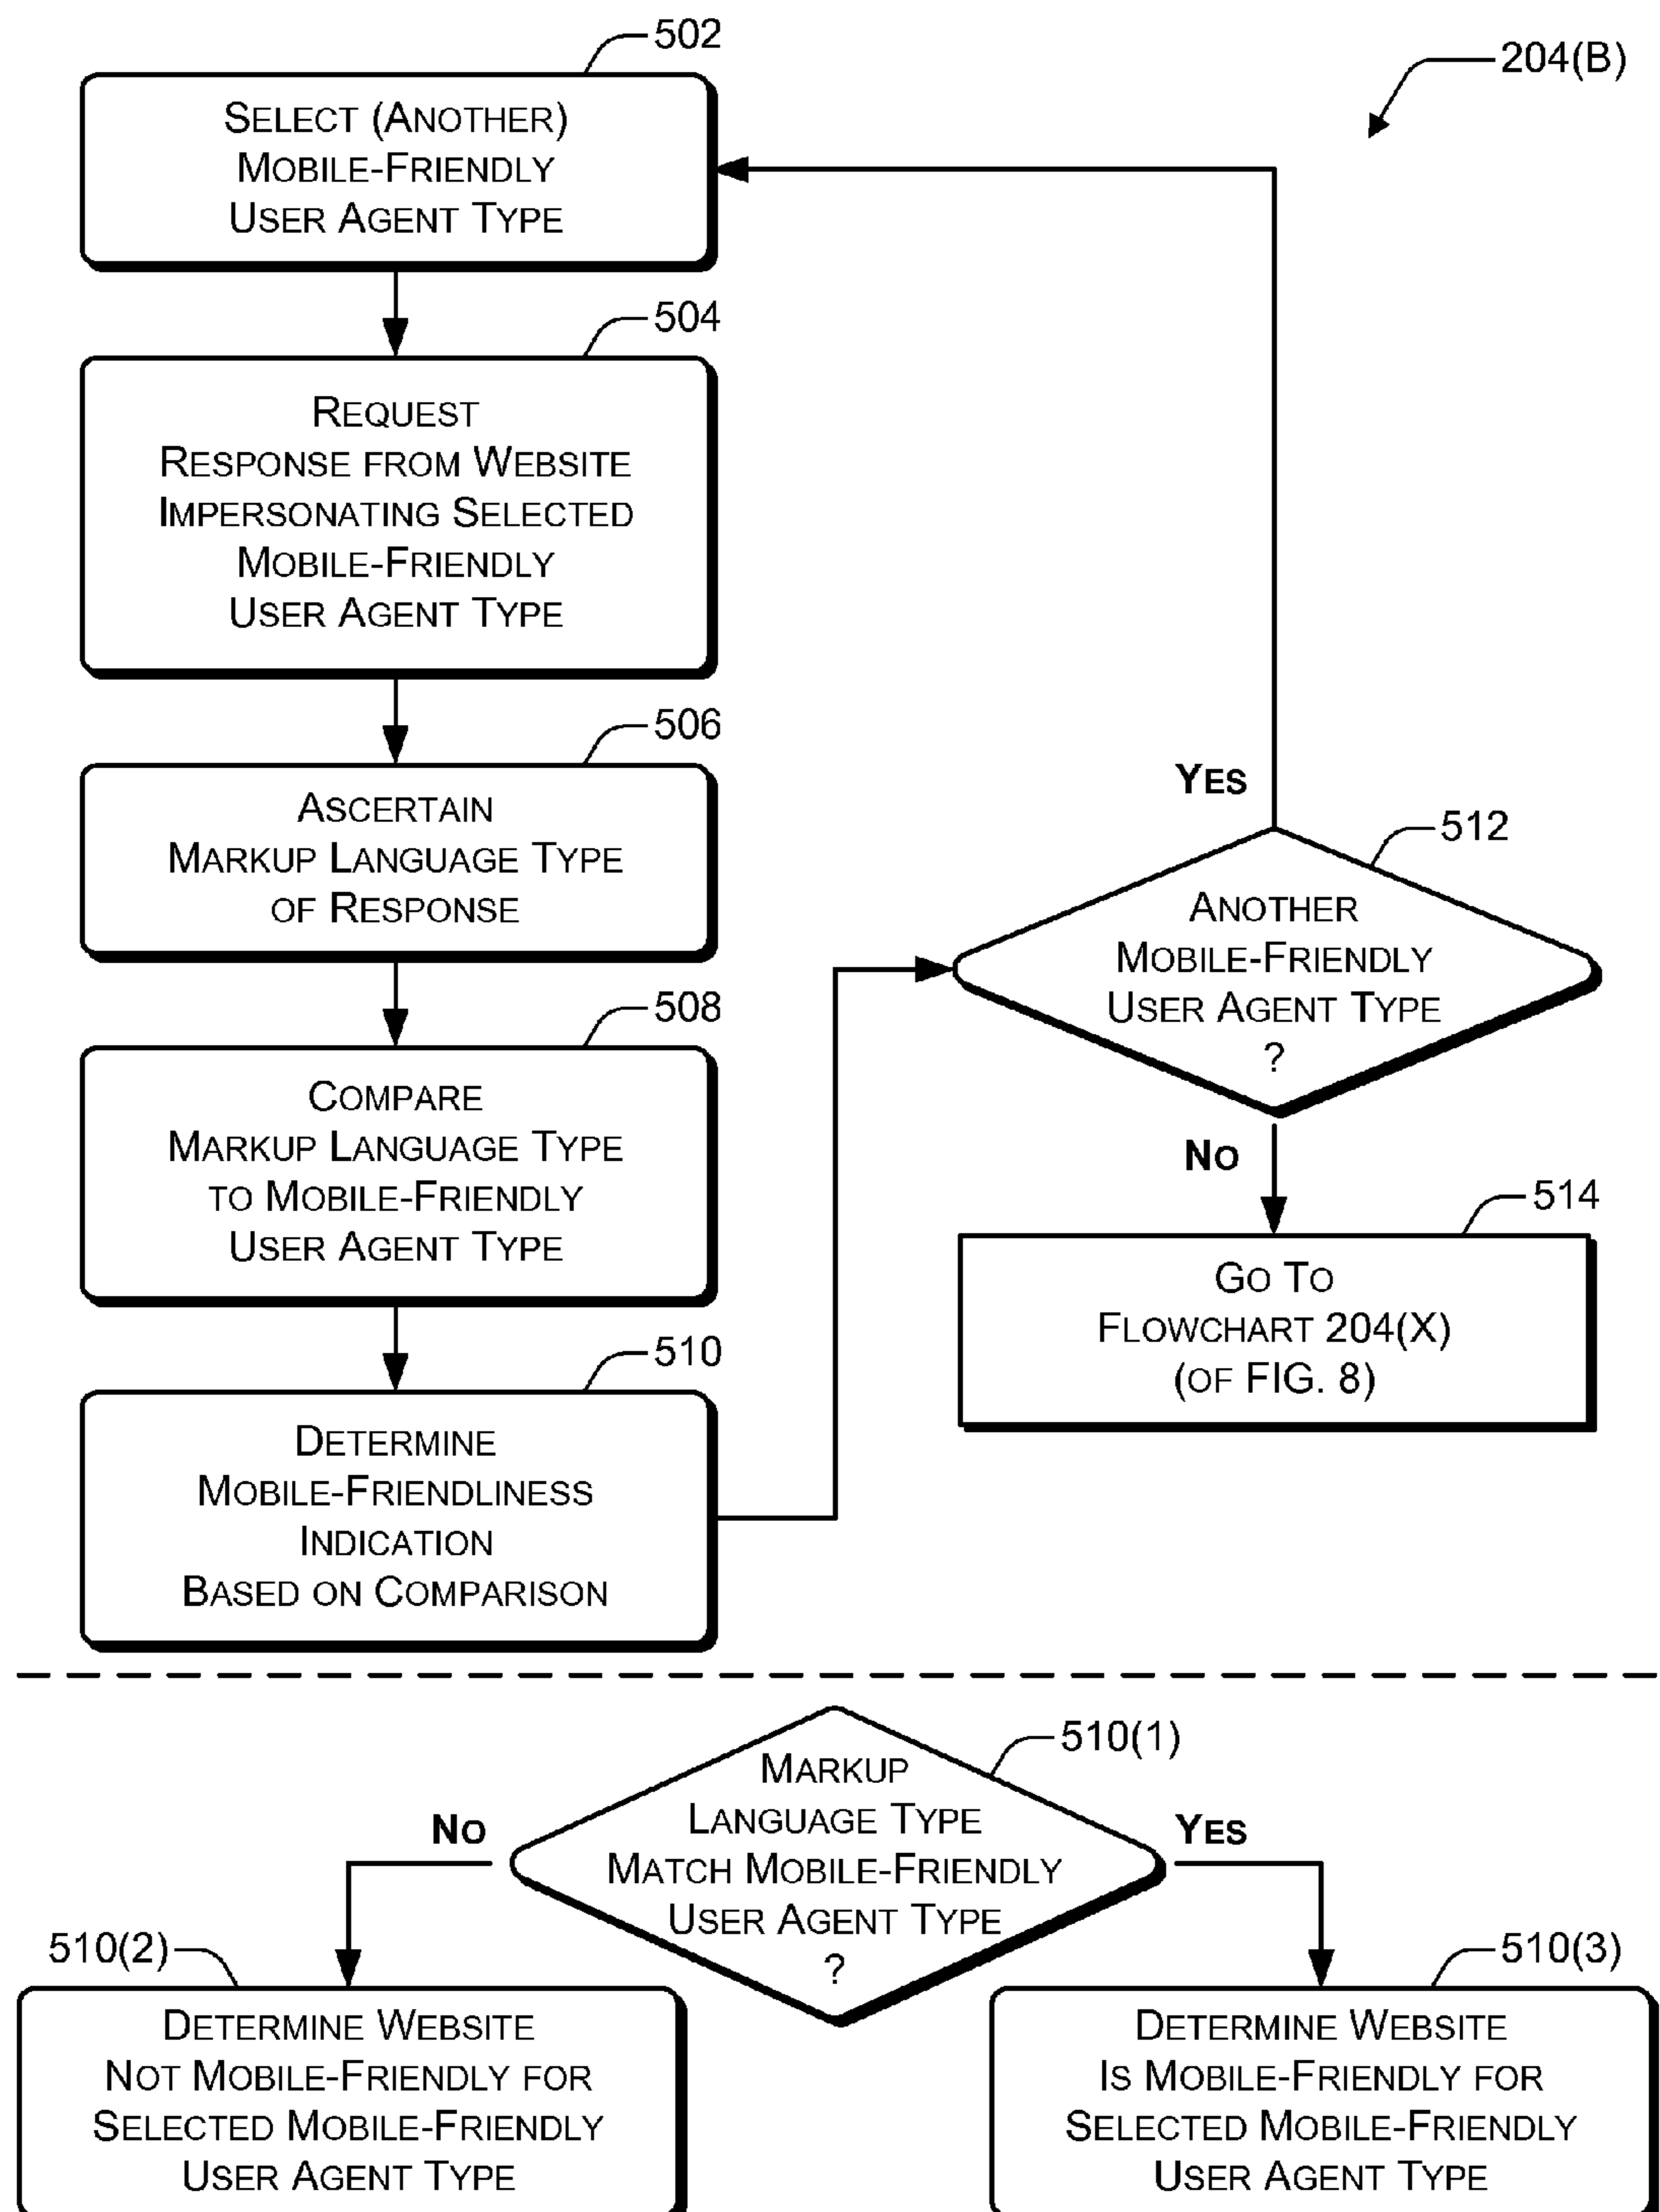 502
SELECT (ANOTHER)
MOBILE-FRIENDLY
USER AGENT TYPE
504
REQUEST
RESPONSE FROM WEBSITE
IMPERSONATING SELECTED
MOBILE-FRIENDLY
USER AGENT TYPE
506
ASCERTAIN
MARKUP LANGUAGE TYPE
OF RESPONSE
508
COMPARE
MARKUP LANGUAGE TYPE
TO MOBILE-FRIENDLY
USER AGENT TYPE
510
DETERMINE
MOBILE-FRIENDLINESS
INDICATION
BASED ON COMPARISON
204(B)
YES
512
ANOTHER
MOBILE-FRIENDLY
USER AGENT TYPE
?
NO
514
GO TO
FLOWCHART 204(X)
(OF FIG. 8)
510(1)
MARKUP
LANGUAGE TYPE
MATCH MOBILE-FRIENDLY
USER AGENT TYPE
?
NO
YES
510(2)
DETERMINE WEBSITE
NOT MOBILE-FRIENDLY FOR
SELECTED MOBILE-FRIENDLY
USER AGENT TYPE
510(3)
DETERMINE WEBSITE
IS MOBILE-FRIENDLY FOR
SELECTED MOBILE-FRIENDLY
USER AGENT TYPE